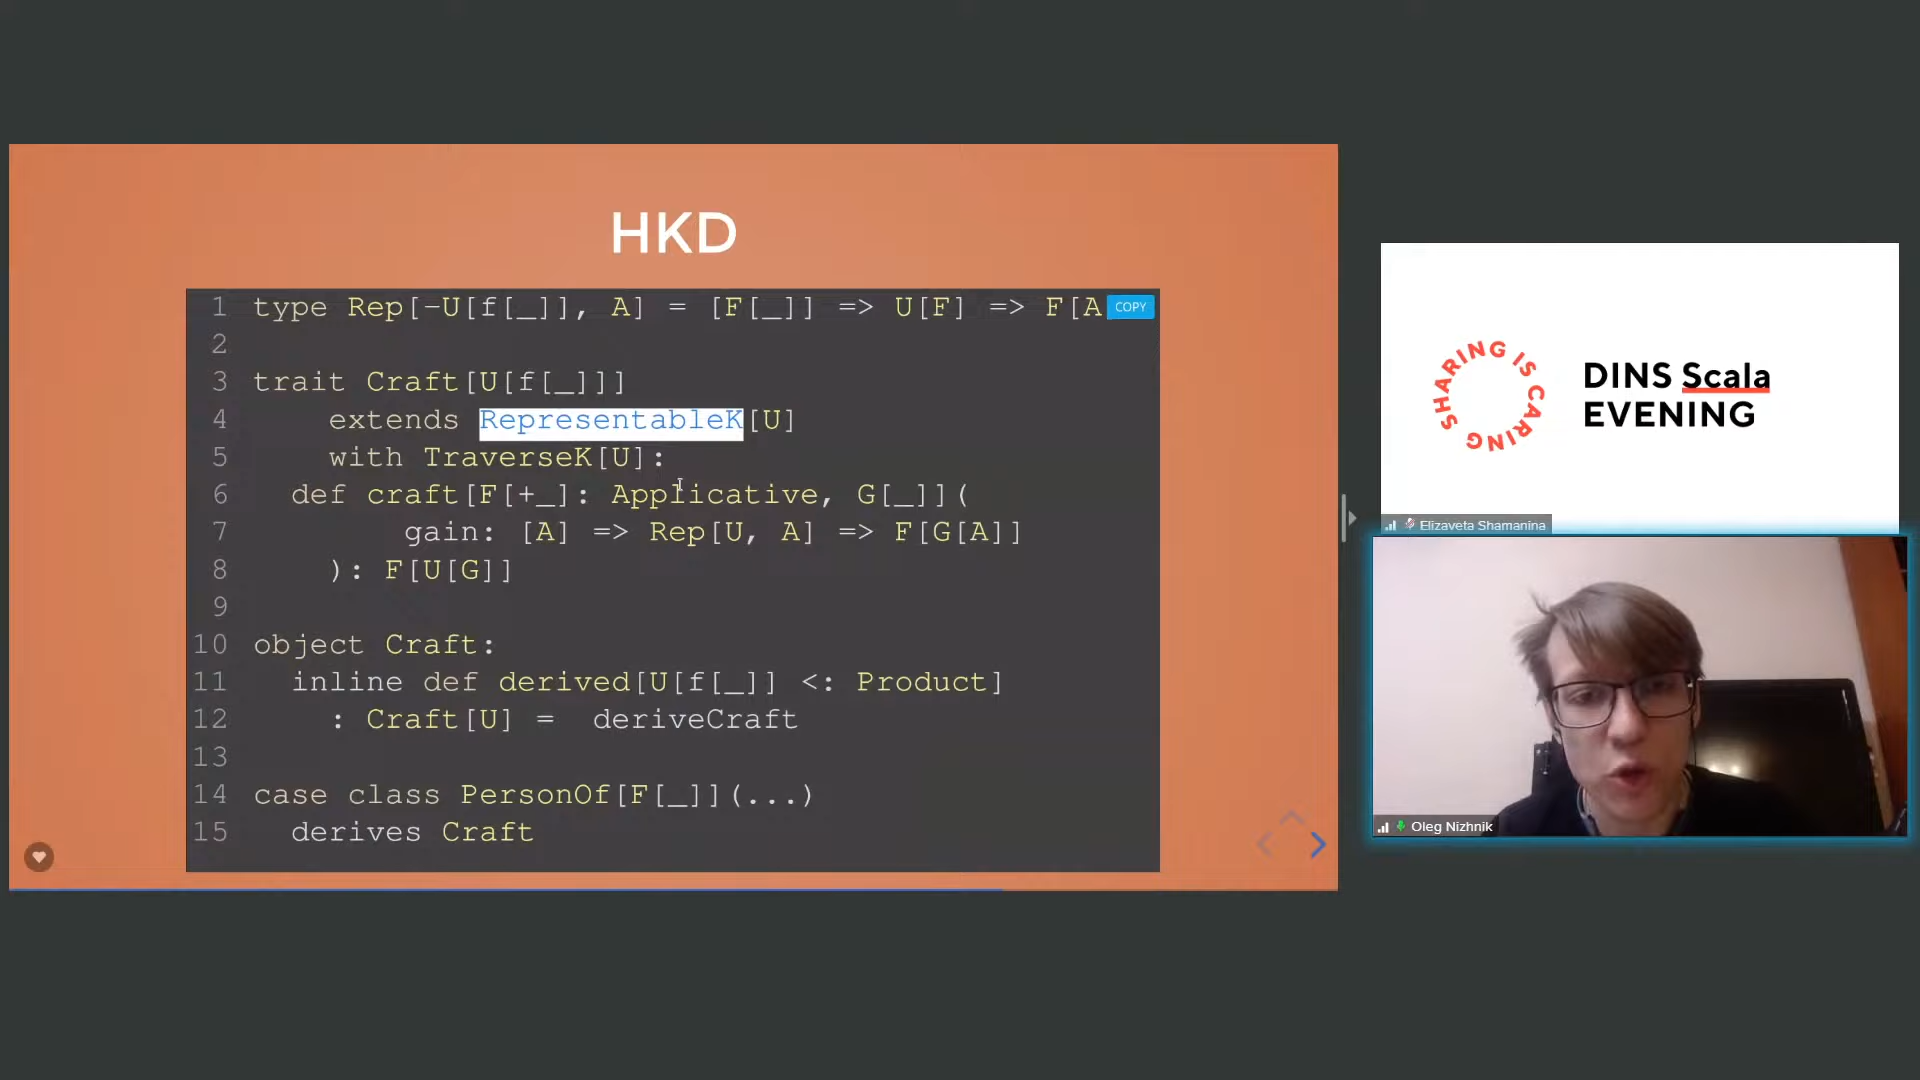 HKD
1 type Rep[-U[f[_]], A] = [F[_]] => U[F] => F[A
COPY
2
3 trait Craft[U[f[_]]]
4     extends RepresentableK[U]
5     with TraverseK[U]:
6   def craft[F[+_]: Applicative, G[_]](
7         gain: [A] => Rep[U, A] => F[G[A]]
8     ): F[U[G]]
9
10 object Craft:
11   inline def derived[U[f[_]] <: Product]
12     : Craft[U] =  deriveCraft
13
14 case class PersonOf[F[_]](...)
15   derives Craft
SHARING IS CARING
DINS Scala
EVENING
Elizaveta Shamanina
Oleg Nizhnik